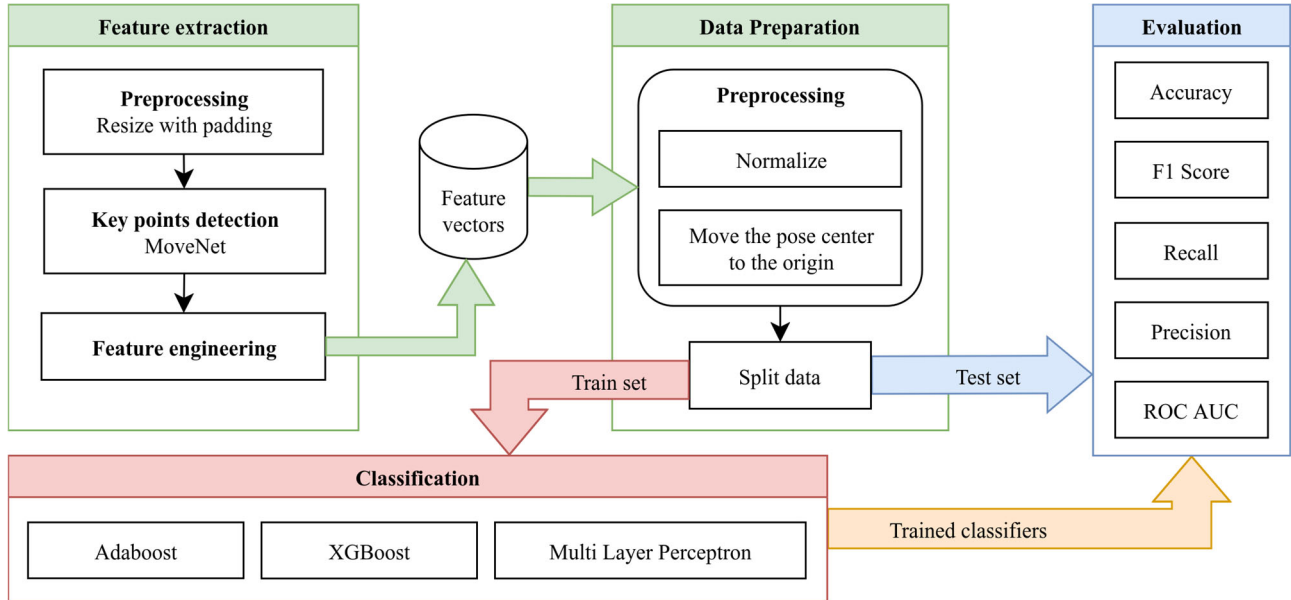 Feature extraction
Preprocessing
Resize with padding
Key points detection
MoveNet
Feature engineering
Feature
vectors
Data Preparation
Preprocessing
Normalize
Move the pose center
to the origin
Split data
Train set
Test set
Evaluation
Accuracy
F1 Score
Recall
Precision
ROC AUC
Classification
Adaboost
XGBoost
Multi Layer Perceptron
Trained classifiers